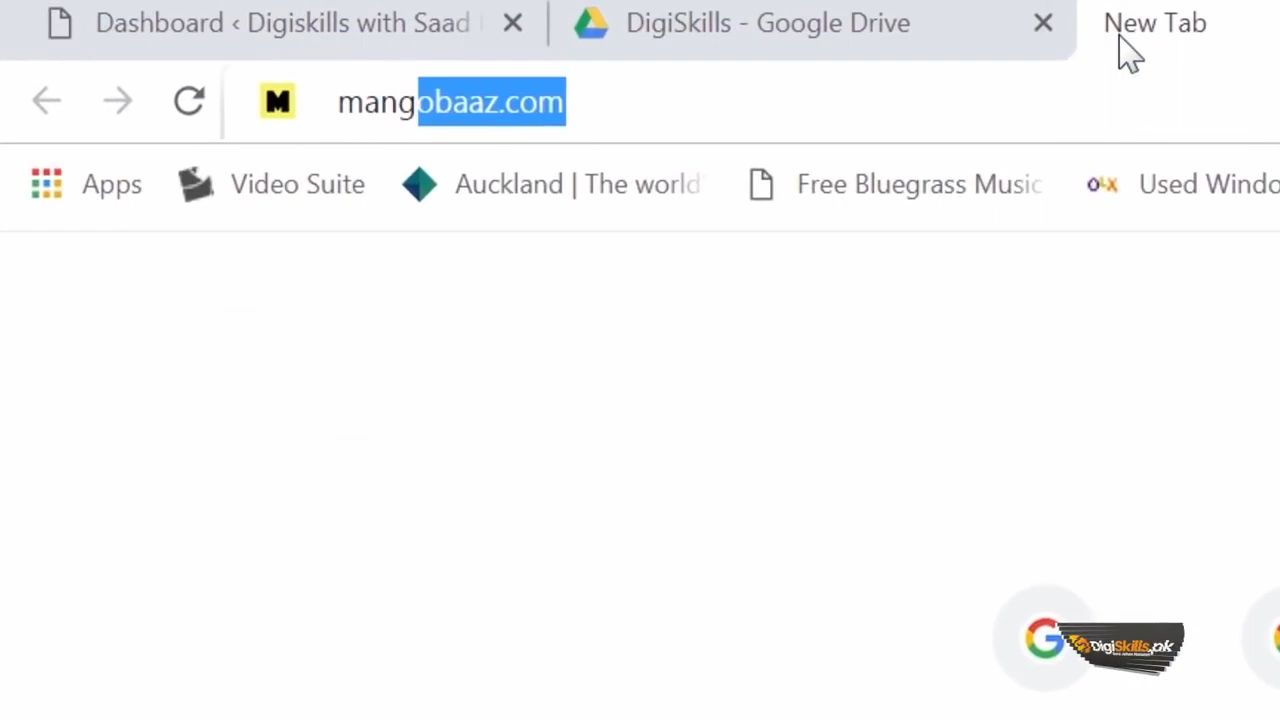 Dashboard ‹ Digiskills with Saad
DigiSkills - Google Drive
New Tab
mangobaaz.com
Apps
Video Suite
Auckland | The world'
Free Bluegrass Music
OLX
Used Windo
DigiSkills.pk